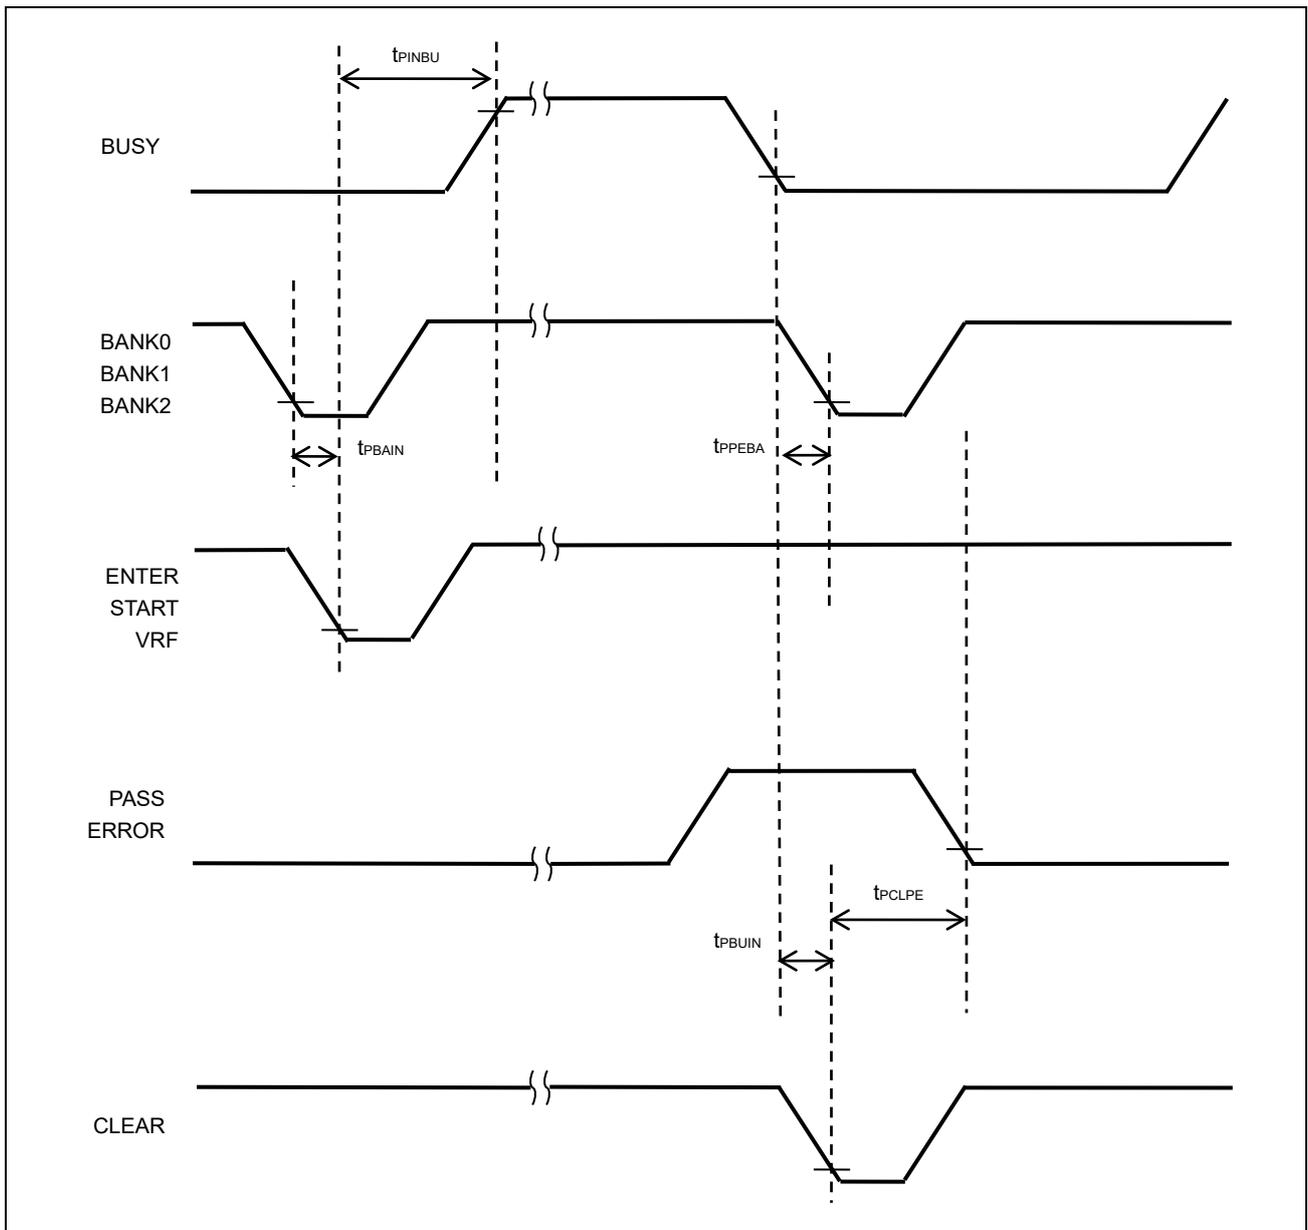 tPINBU
BUSY
BANK0
BANK1
BANK2
tPBAIN
tPPEBA
ENTER
START
VRF
PASS
ERROR
tPCLPE
tPBUIN
CLEAR